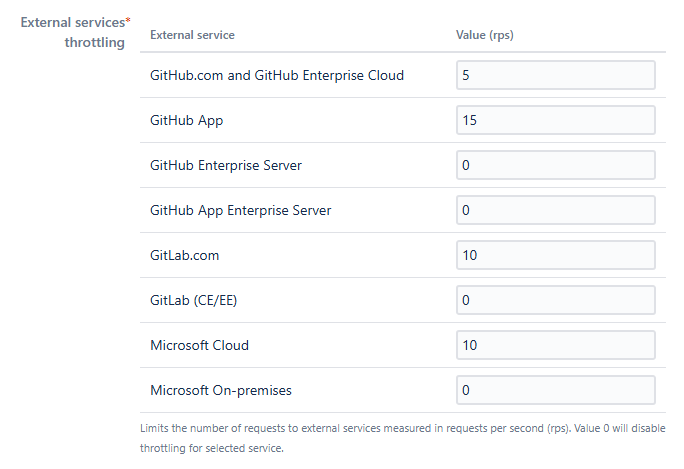 External services*
throttling
External service Value (rps)
GitHub.com and GitHub Enterprise Cloud 5
GitHub App 15
GitHub Enterprise Server 0
GitHub App Enterprise Server 0
GitLab.com 10
GitLab (CE/EE) 0
Microsoft Cloud 10
Microsoft On-premises 0
Limits the number of requests to external services measured in requests per second (rps). Value 0 will disable
throttling for selected service.